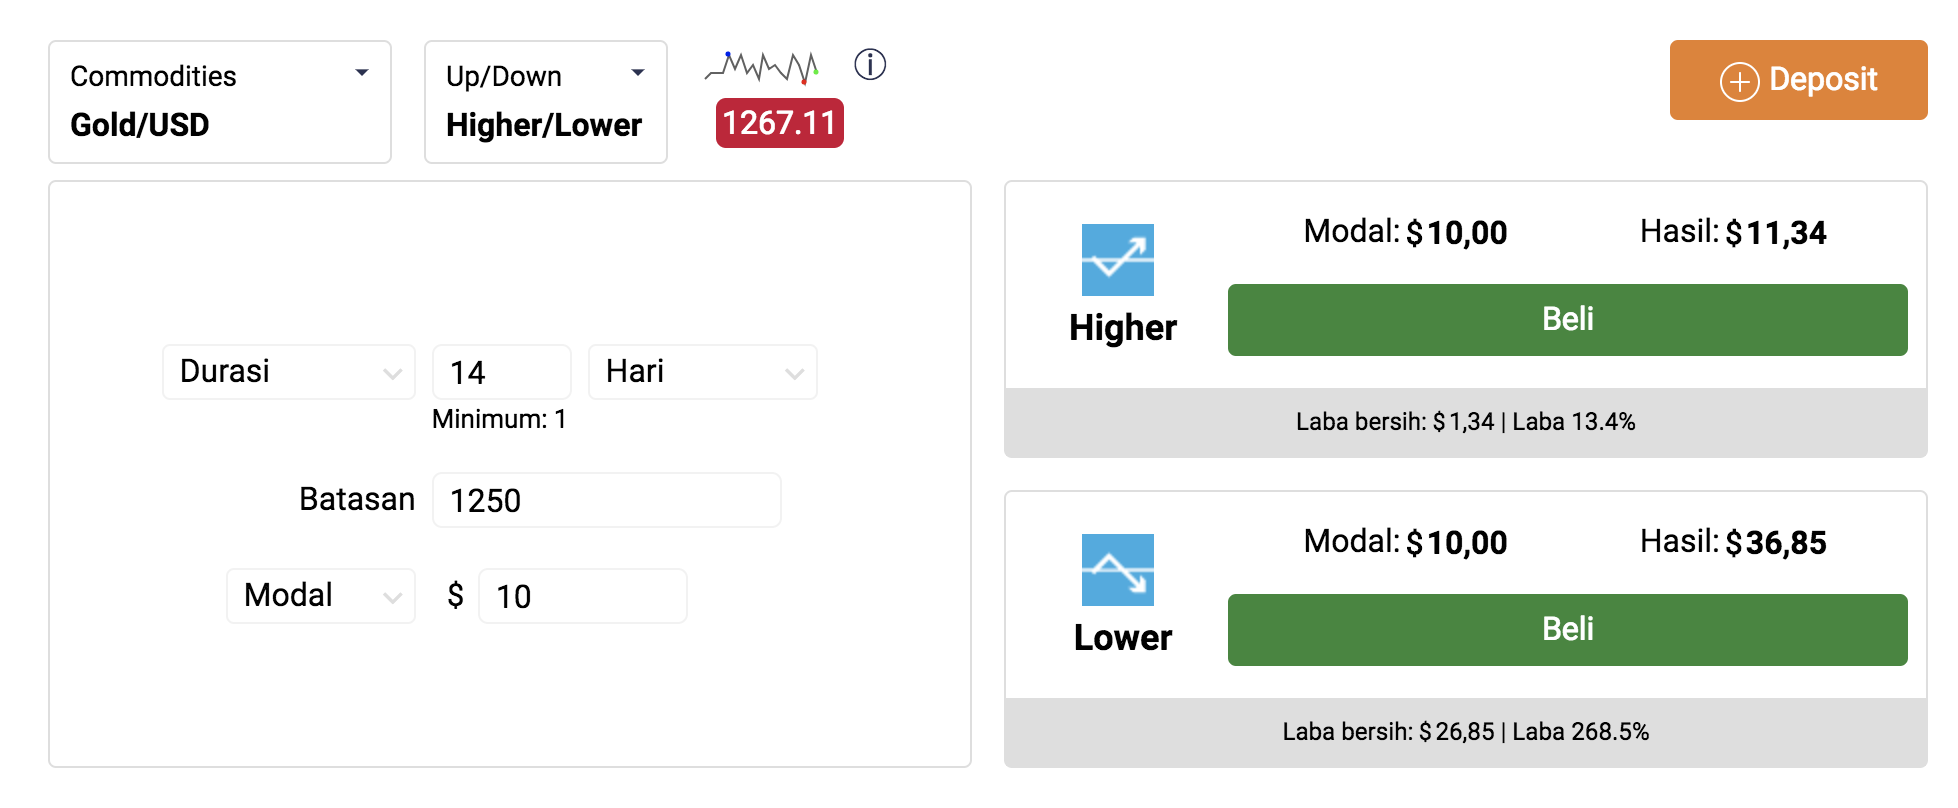 Commodities
Gold/USD
Up/Down
Higher/Lower
1267.11
Deposit
Durasi 14 Hari
Minimum: 1
Batasan 1250
Modal $ 10
Modal: $10,00 Hasil: $11,34
Higher
Beli
Laba bersih: $1,34 | Laba 13.4%
Modal: $10,00 Hasil: $36,85
Lower
Beli
Laba bersih: $26,85 | Laba 268.5%